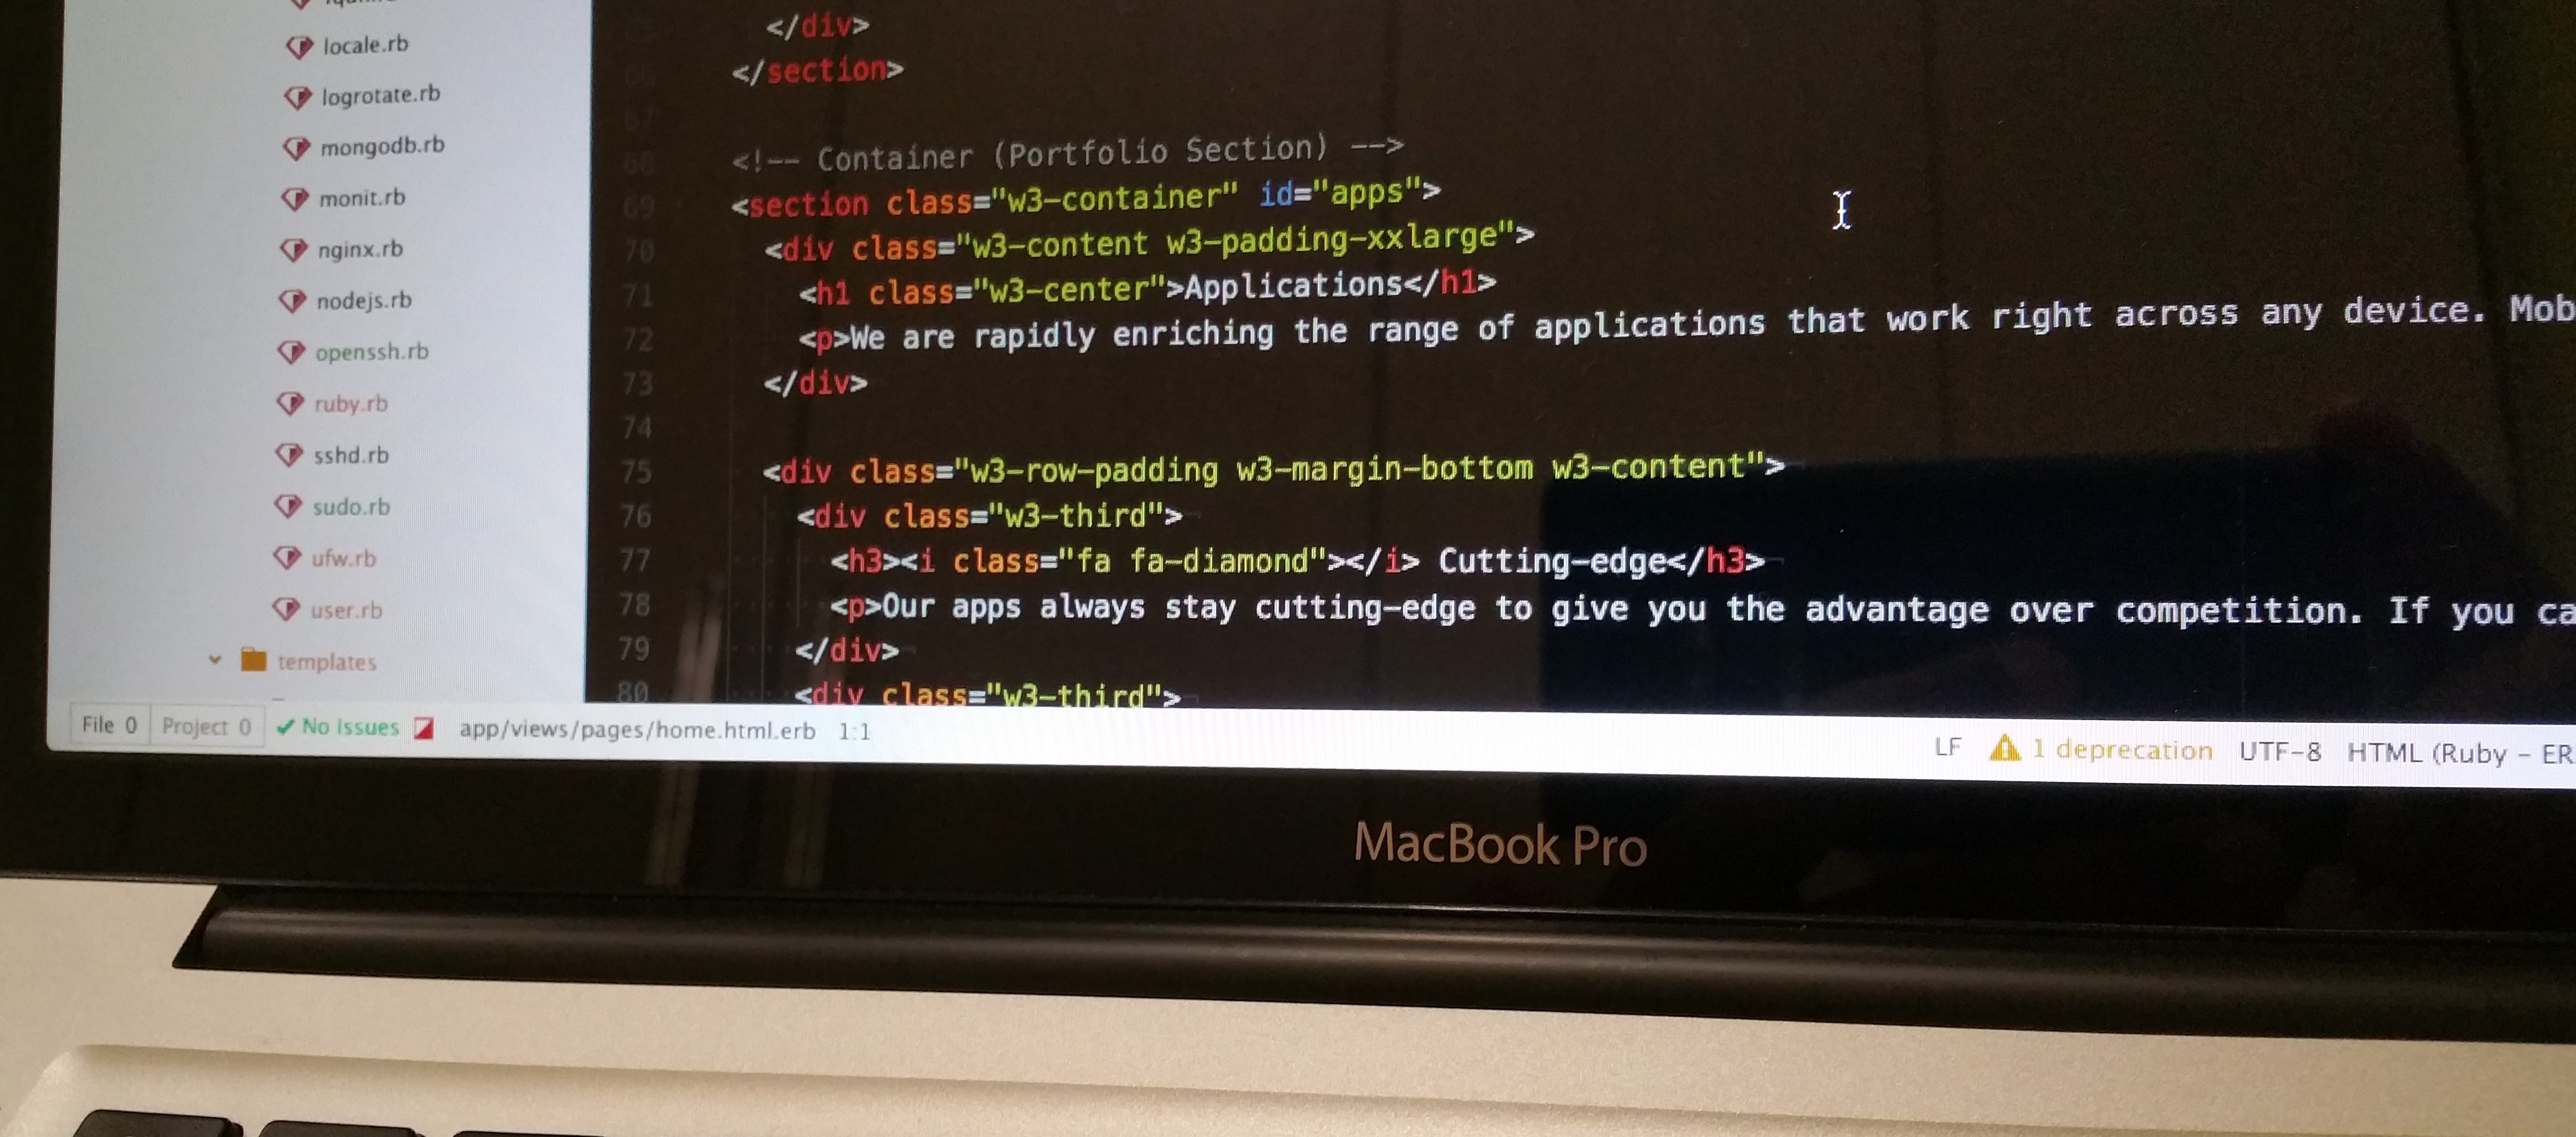 locale.rb
logrotate.rb
mongodb.rb
monit.rb
nginx.rb
nodejs.rb
openssh.rb
ruby.rb
sshd.rb
sudo.rb
ufw.rb
user.rb
templates
</div>
</section>
67
68 <!-- Container (Portfolio Section) -->
69 <section class="w3-container" id="apps">
70 <div class="w3-content w3-padding-xxlarge">
71 <h1 class="w3-center">Applications</h1>
72 <p>We are rapidly enriching the range of applications that work right across any device. Mob
73 </div>
74
75 <div class="w3-row-padding w3-margin-bottom w3-content">
76 <div class="w3-third">
77 <h3><i class="fa fa-diamond"></i> Cutting-edge</h3>
78 <p>Our apps always stay cutting-edge to give you the advantage over competition. If you ca
79 </div>
80 <div class="w3-third">
File 0 Project 0 No Issues app/views/pages/home.html.erb 1:1 LF 1 deprecation UTF-8 HTML (Ruby - ER
MacBook Pro